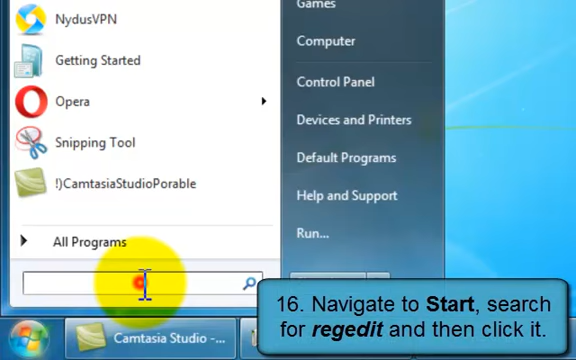 Games
NydusVPN
Computer
Getting Started
Control Panel
Opera
Devices and Printers
Snipping Tool
Default Programs
!)CamtasiaStudioPorable
Help and Support
All Programs
Run...
16. Navigate to Start, search
for regedit and then click it.
Camtasia Studio -...